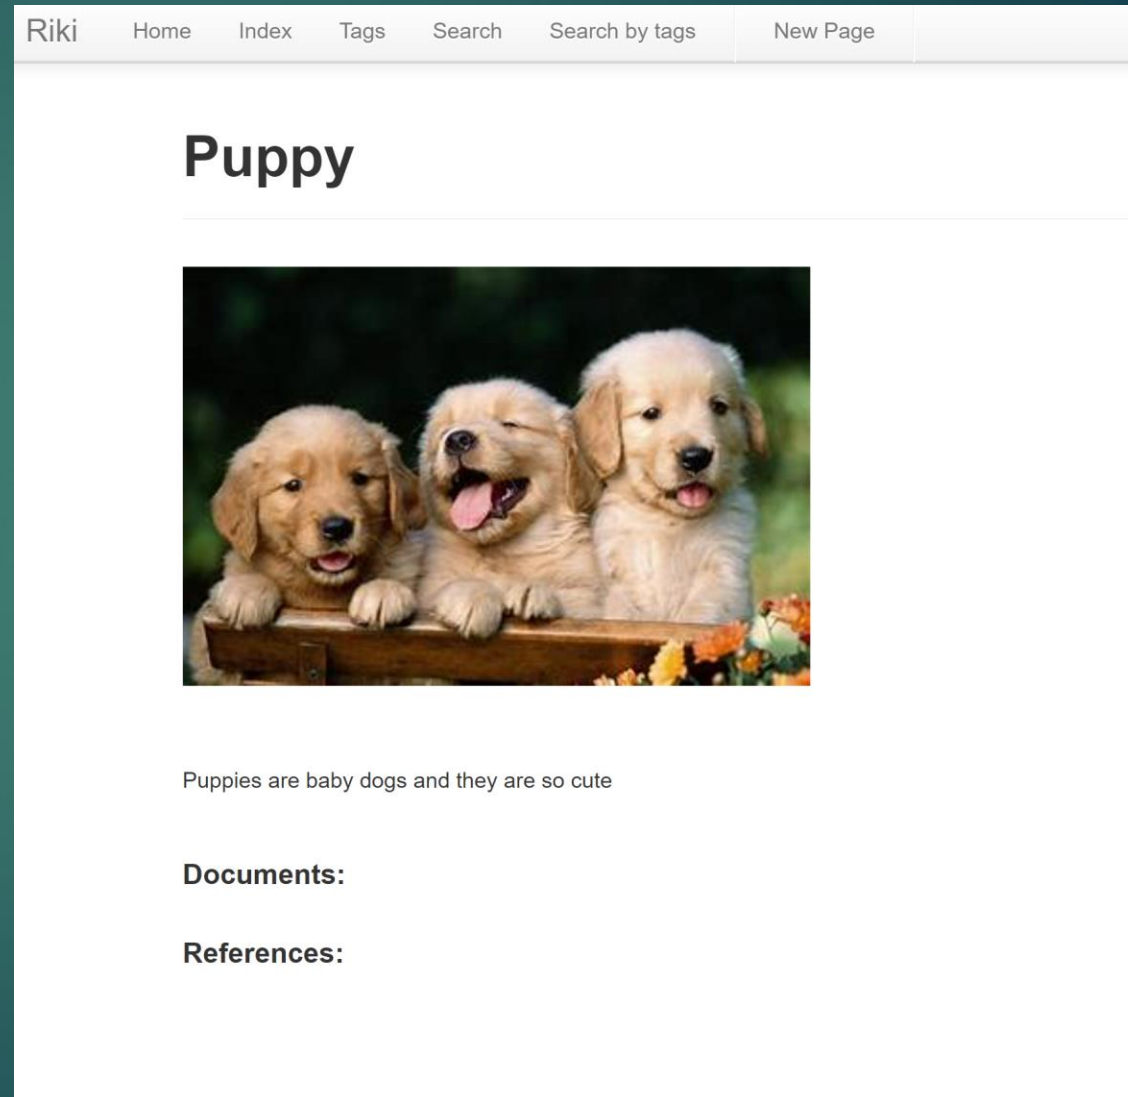 Riki Home Index Tags Search Search by tags New Page
Puppy
Puppies are baby dogs and they are so cute
Documents:
References: